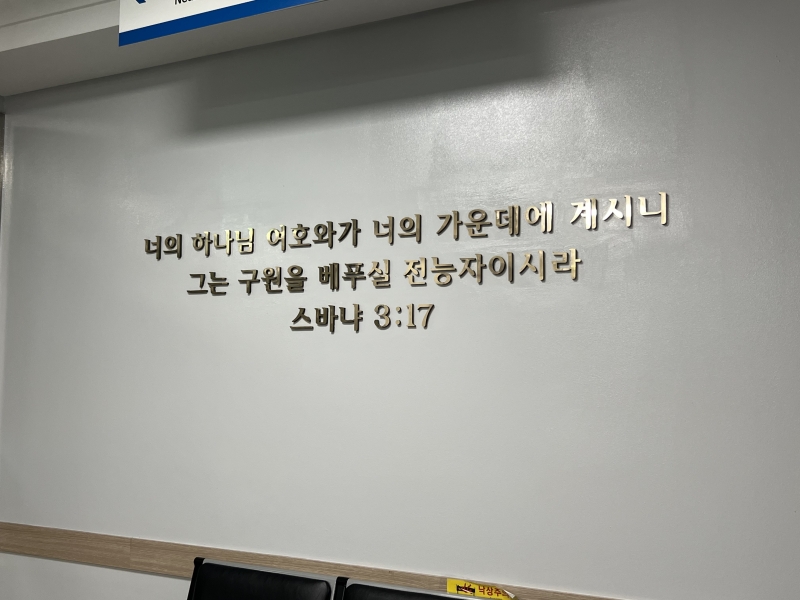 너의 하나님 여호와가 너의 가운데에 계시니
그는 구원을 베푸실 전능자이시라
스바냐 3:17